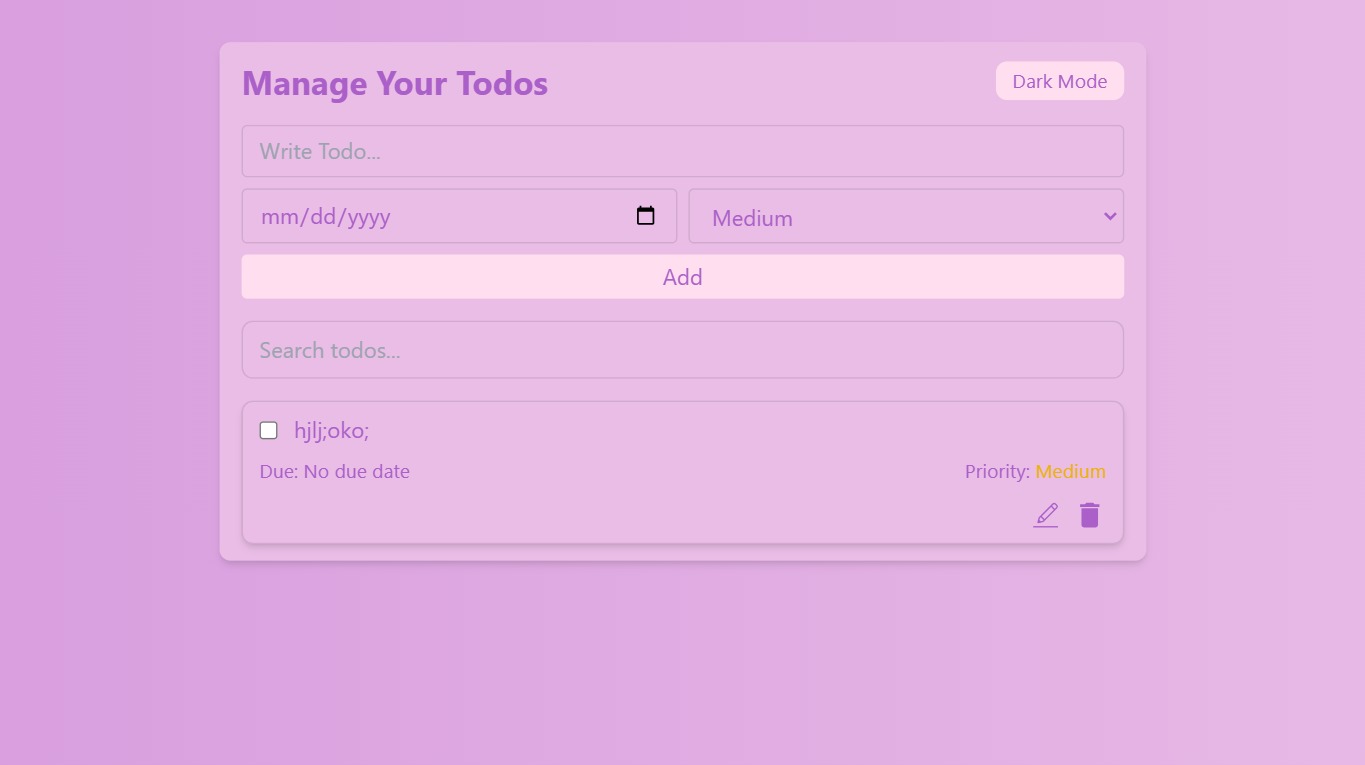 Manage Your Todos
Dark Mode
Write Todo...
mm/dd/yyyy
Medium
Add
Search todos...
hjlj;oko;
Due: No due date
Priority: Medium